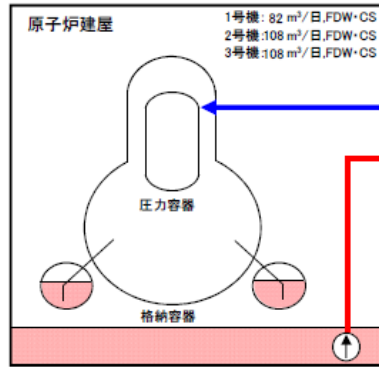 原子炉建屋
1号機: 82 m³/日,FDW・CS
2号機:108 m³/日,FDW・CS
3号機:108 m³/日,FDW・CS
圧力容器
格納容器